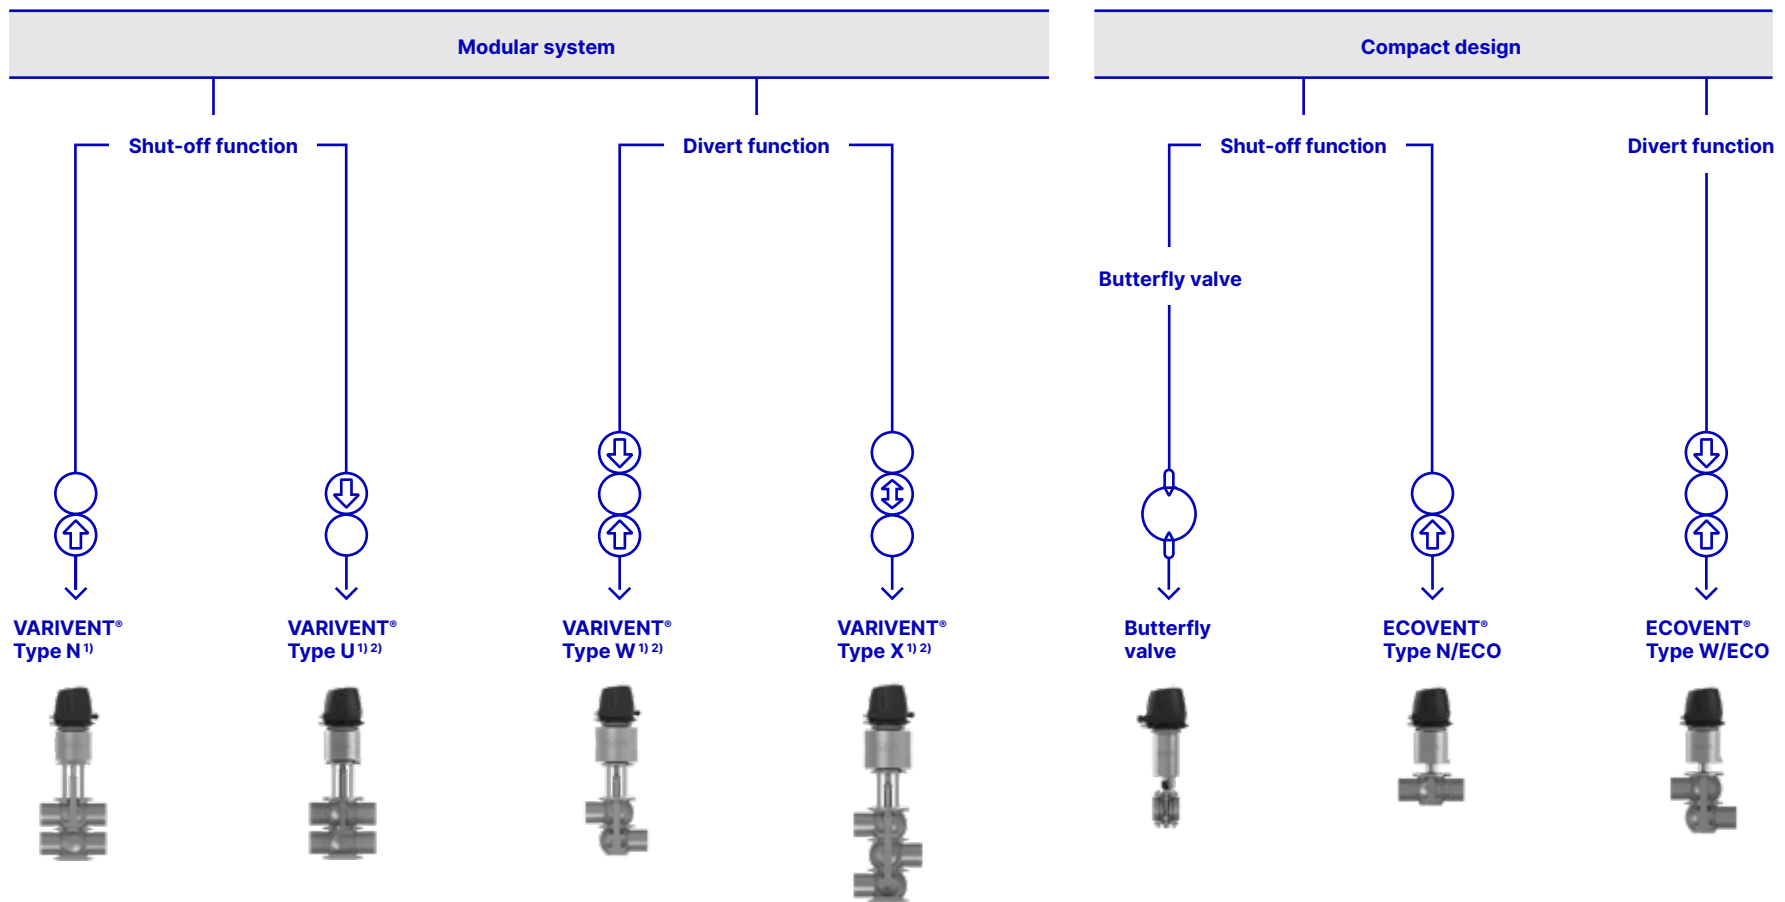 Modular system
Compact design
Shut-off function
Divert function
Shut-off function
Divert function
Butterfly valve
VARIVENT®
Type N 1)
VARIVENT®
Type U 1) 2)
VARIVENT®
Type W 1) 2)
VARIVENT®
Type X 1) 2)
Butterfly
valve
ECOVENT®
Type N/ECO
ECOVENT®
Type W/ECO